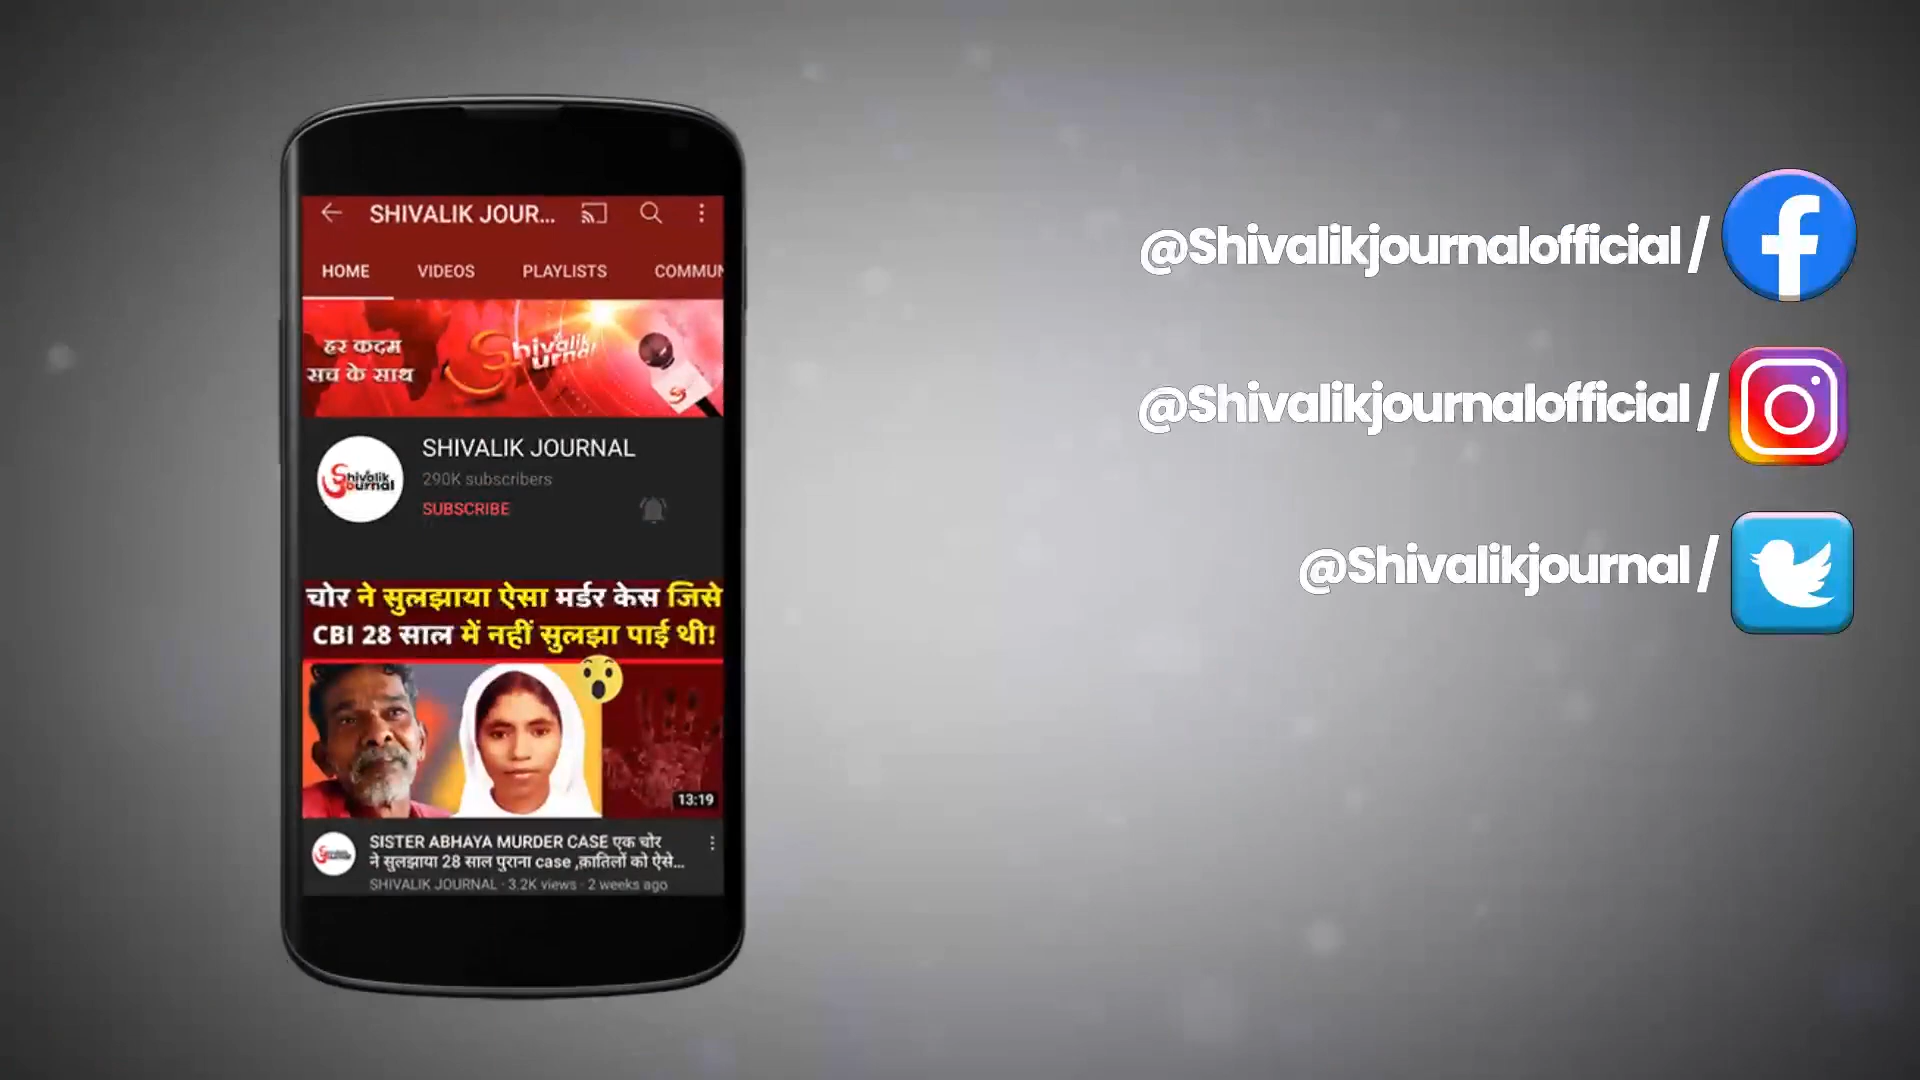 SHIVALIK JOUR...
HOME VIDEOS PLAYLISTS COMMUN
हर कदम
सच के साथ
Shivalik
Journal
SHIVALIK JOURNAL
290K subscribers
SUBSCRIBE
चोर ने सुलझाया ऐसा मर्डर केस जिसे
CBI 28 साल में नहीं सुलझा पाई थी!
13:19
SISTER ABHAYA MURDER CASE एक चोर
ने सुलझाया 28 साल पुराना case ,क़ातिलों को ऐसे...
SHIVALIK JOURNAL · 3.2K views · 2 weeks ago
@Shivalikjournalofficial /
@Shivalikjournalofficial /
@Shivalikjournal /